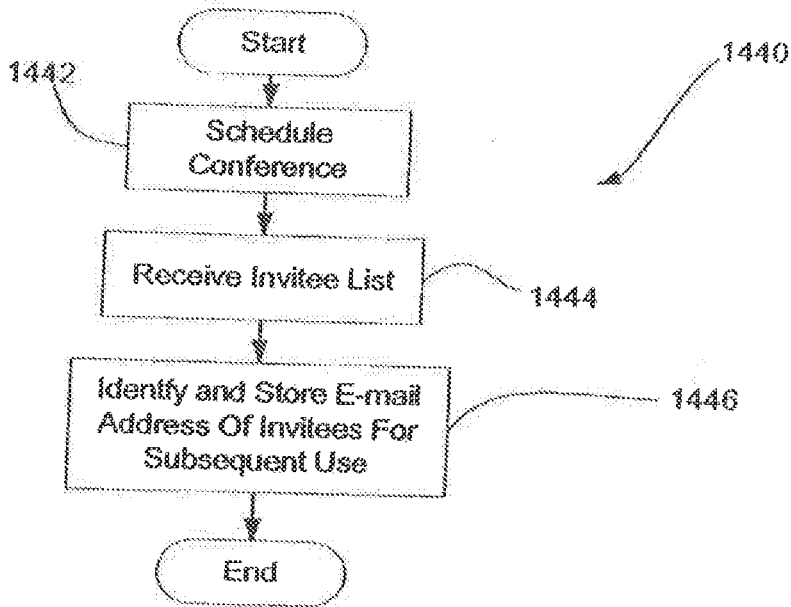 Start
1440
1442
Schedule
Conference
Receive Invitee List
1444
Identify and Store E-mail
Address Of Invitees For
Subsequent Use
1446
End